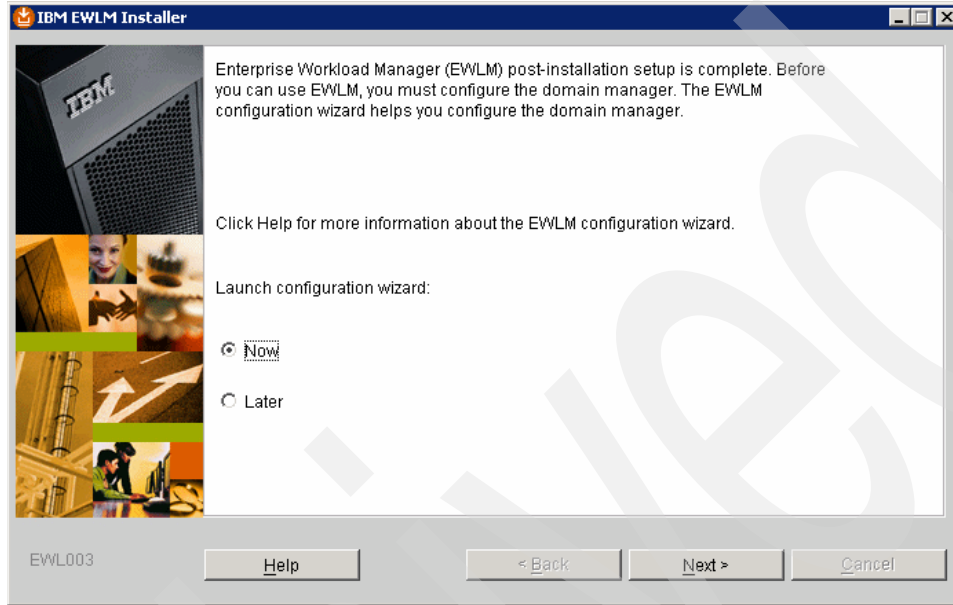 IBM EWLM Installer
IBM
Enterprise Workload Manager (EWLM) post-installation setup is complete. Before
you can use EWLM, you must configure the domain manager. The EWLM
configuration wizard helps you configure the domain manager.
Click Help for more information about the EWLM configuration wizard.
Launch configuration wizard:
Now
Later
EWL003
Help
< Back
Next >
Cancel